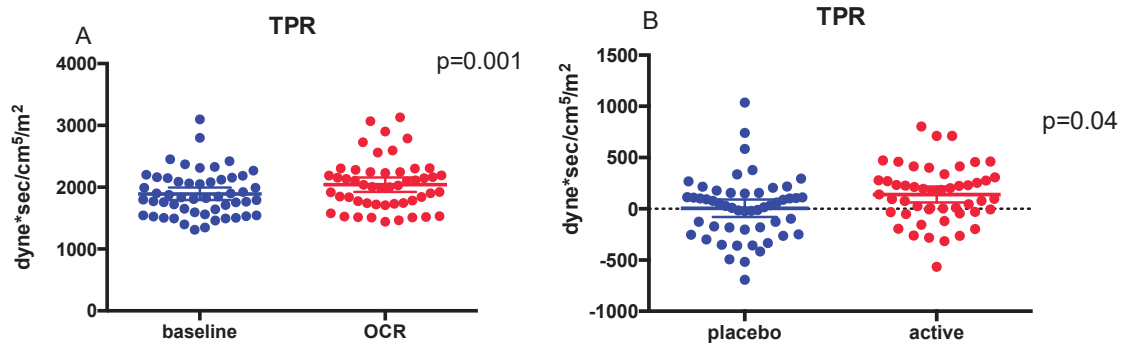 A
TPR
p=0.001
dyne*sec/cm⁵/m²
4000
3000
2000
1000
0
baseline
OCR
B
TPR
p=0.04
dyne*sec/cm⁵/m²
1500
1000
500
0
-500
-1000
placebo
active